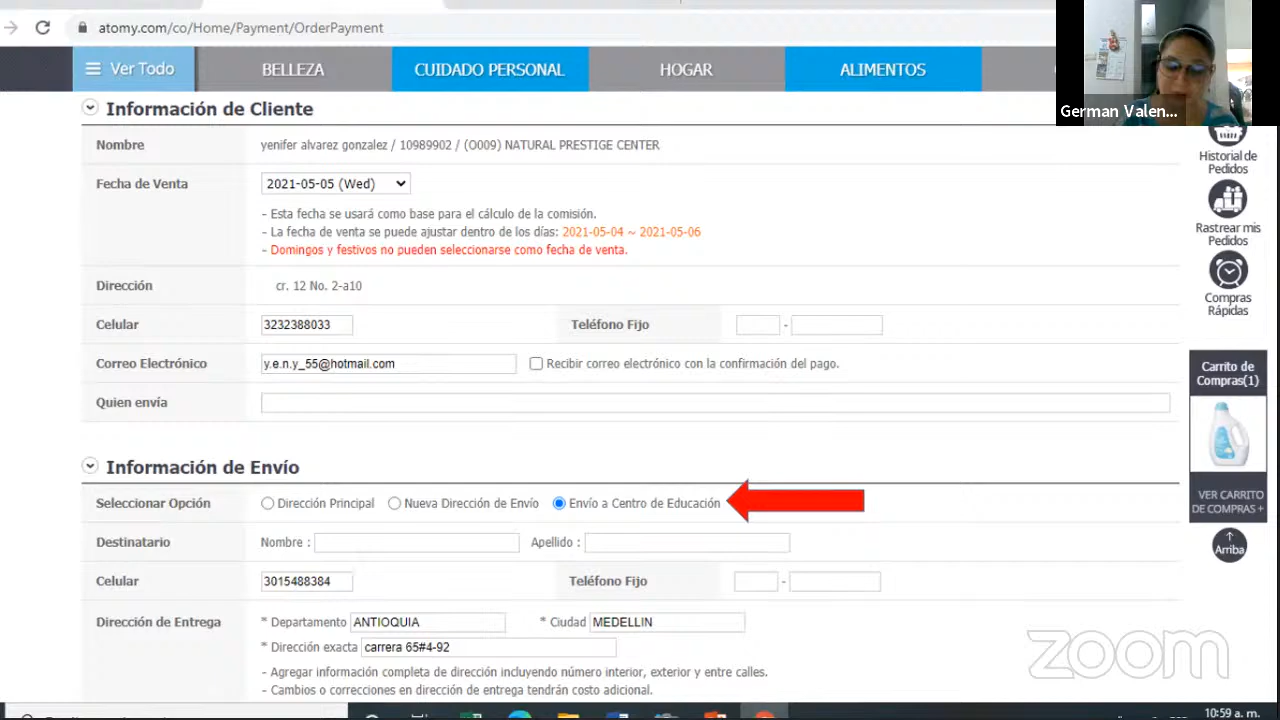 atomy.com/co/Home/Payment/OrderPayment
Ver Todo
BELLEZA
CUIDADO PERSONAL
HOGAR
ALIMENTOS
German Valen...
Información de Cliente
Nombre
yenifer alvarez gonzalez / 10989902 / (O009) NATURAL PRESTIGE CENTER
Fecha de Venta
2021-05-05 (Wed)
- Esta fecha se usará como base para el cálculo de la comisión.
- La fecha de venta se puede ajustar dentro de los días: 2021-05-04 ~ 2021-05-06
- Domingos y festivos no pueden seleccionarse como fecha de venta.
Dirección
cr. 12 No. 2-a10
Celular
3232388033
Teléfono Fijo
-
Correo Electrónico
y.e.n.y_55@hotmail.com
Recibir correo electrónico con la confirmación del pago.
Quien envía
Información de Envío
Seleccionar Opción
Dirección Principal
Nueva Dirección de Envío
Envío a Centro de Educación
Destinatario
Nombre :
Apellido :
Celular
3015488384
Teléfono Fijo
-
Dirección de Entrega
* Departamento ANTIOQUIA
* Ciudad MEDELLIN
* Dirección exacta carrera 65#4-92
- Agregar información completa de dirección incluyendo número interior, exterior y entre calles.
- Cambios o correcciones en dirección de entrega tendrán costo adicional.
Historial de
Pedidos
Rastrear mis
Pedidos
Compras
Rápidas
Carrito de
Compras(1)
VER CARRITO
DE COMPRAS +
Arriba
zoom
10:59 a. m.